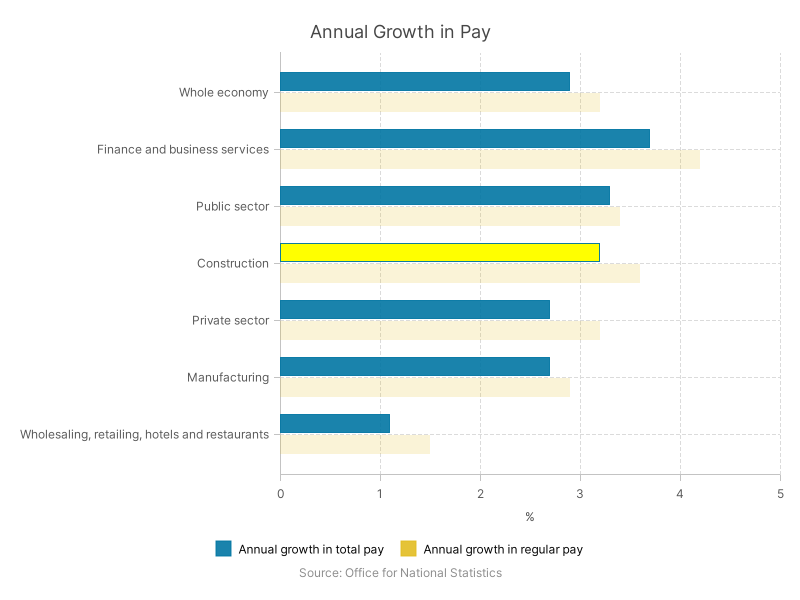 Annual Growth in Pay
Whole economy
Finance and business services
Public sector
Construction
Private sector
Manufacturing
Wholesaling, retailing, hotels and restaurants
0 1 2 3 4 5
%
Annual growth in total pay Annual growth in regular pay
Source: Office for National Statistics